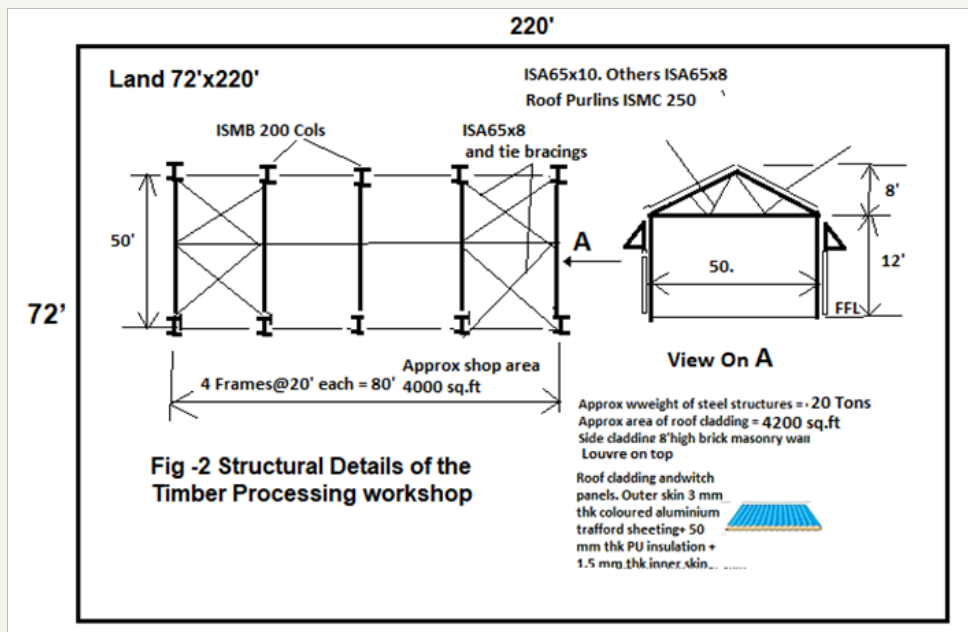 220'
Land 72'x220'
ISA65x10. Others ISA65x8
Roof Purlins ISMC 250
ISMB 200 Cols
ISA65x8
and tie bracings
8'
50'
A
12'
50.
72'
FFL
View On A
Approx shop area
4 Frames@20' each = 80' 4000 sq.ft
Approx wweight of steel structures = 20 Tons
Approx area of roof cladding = 4200 sq.ft
Side cladding 8'high brick masonry wall
Louvre on top
Fig -2 Structural Details of the
Timber Processing workshop
Roof cladding andwitch
panels. Outer skin 3 mm
thk coloured aluminium
trafford sheeting+ 50
mm thk PU insulation +
1.5 mm thk inner skin